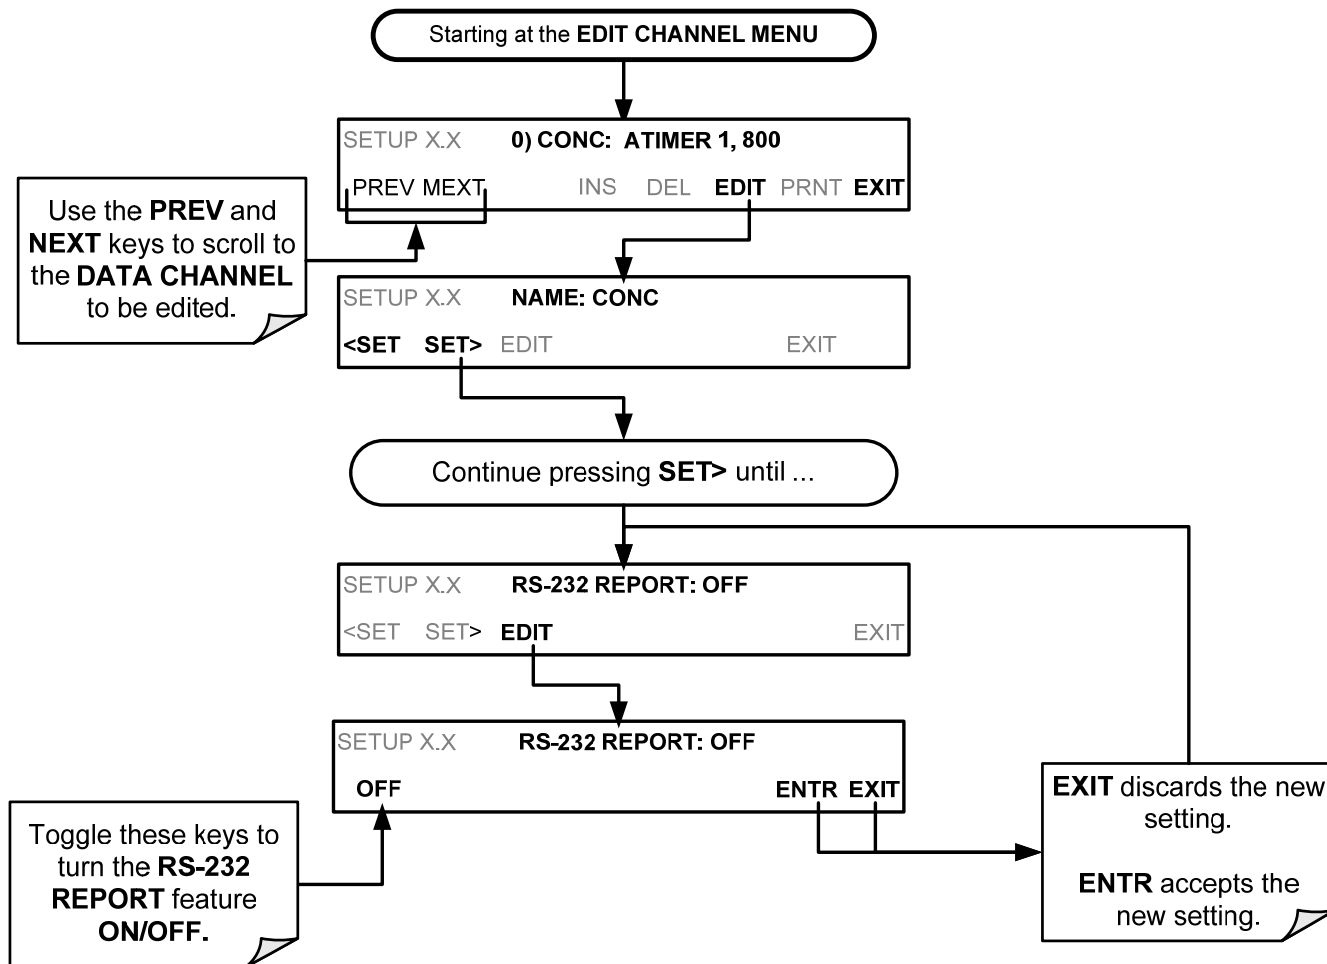 Starting at the EDIT CHANNEL MENU
SETUP X.X 0) CONC: ATIMER 1, 800
PREV MEXT INS DEL EDIT PRNT EXIT
Use the PREV and
NEXT keys to scroll to
the DATA CHANNEL
to be edited.
SETUP X.X NAME: CONC
<SET SET> EDIT EXIT
Continue pressing SET> until ...
SETUP X.X RS-232 REPORT: OFF
<SET SET> EDIT EXIT
SETUP X.X RS-232 REPORT: OFF
OFF ENTR EXIT
Toggle these keys to
turn the RS-232
REPORT feature
ON/OFF.
EXIT discards the new
setting.
ENTR accepts the
new setting.